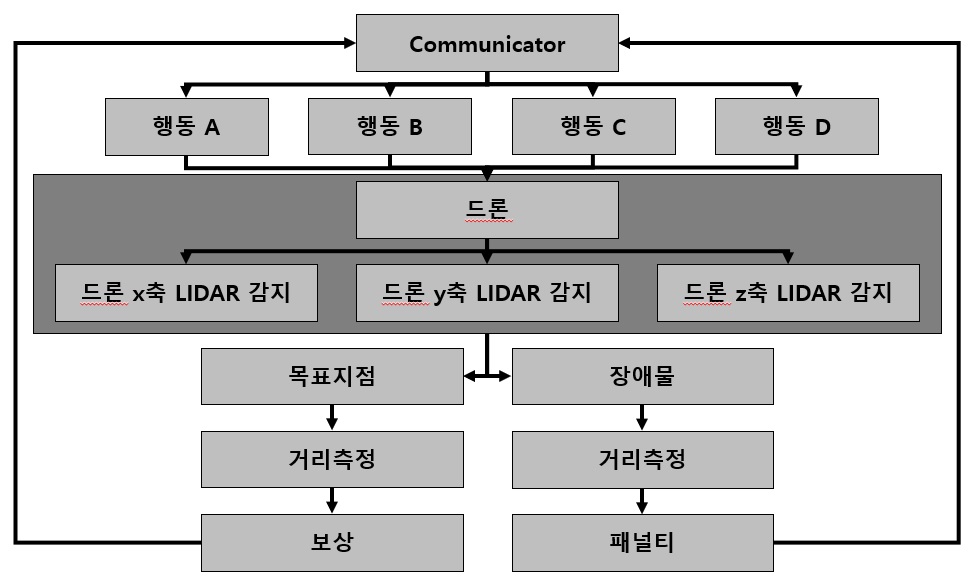 Communicator
행동 A
행동 B
행동 C
행동 D
드론
드론 x축 LIDAR 감지
드론 y축 LIDAR 감지
드론 z축 LIDAR 감지
목표지점
장애물
거리측정
거리측정
보상
패널티